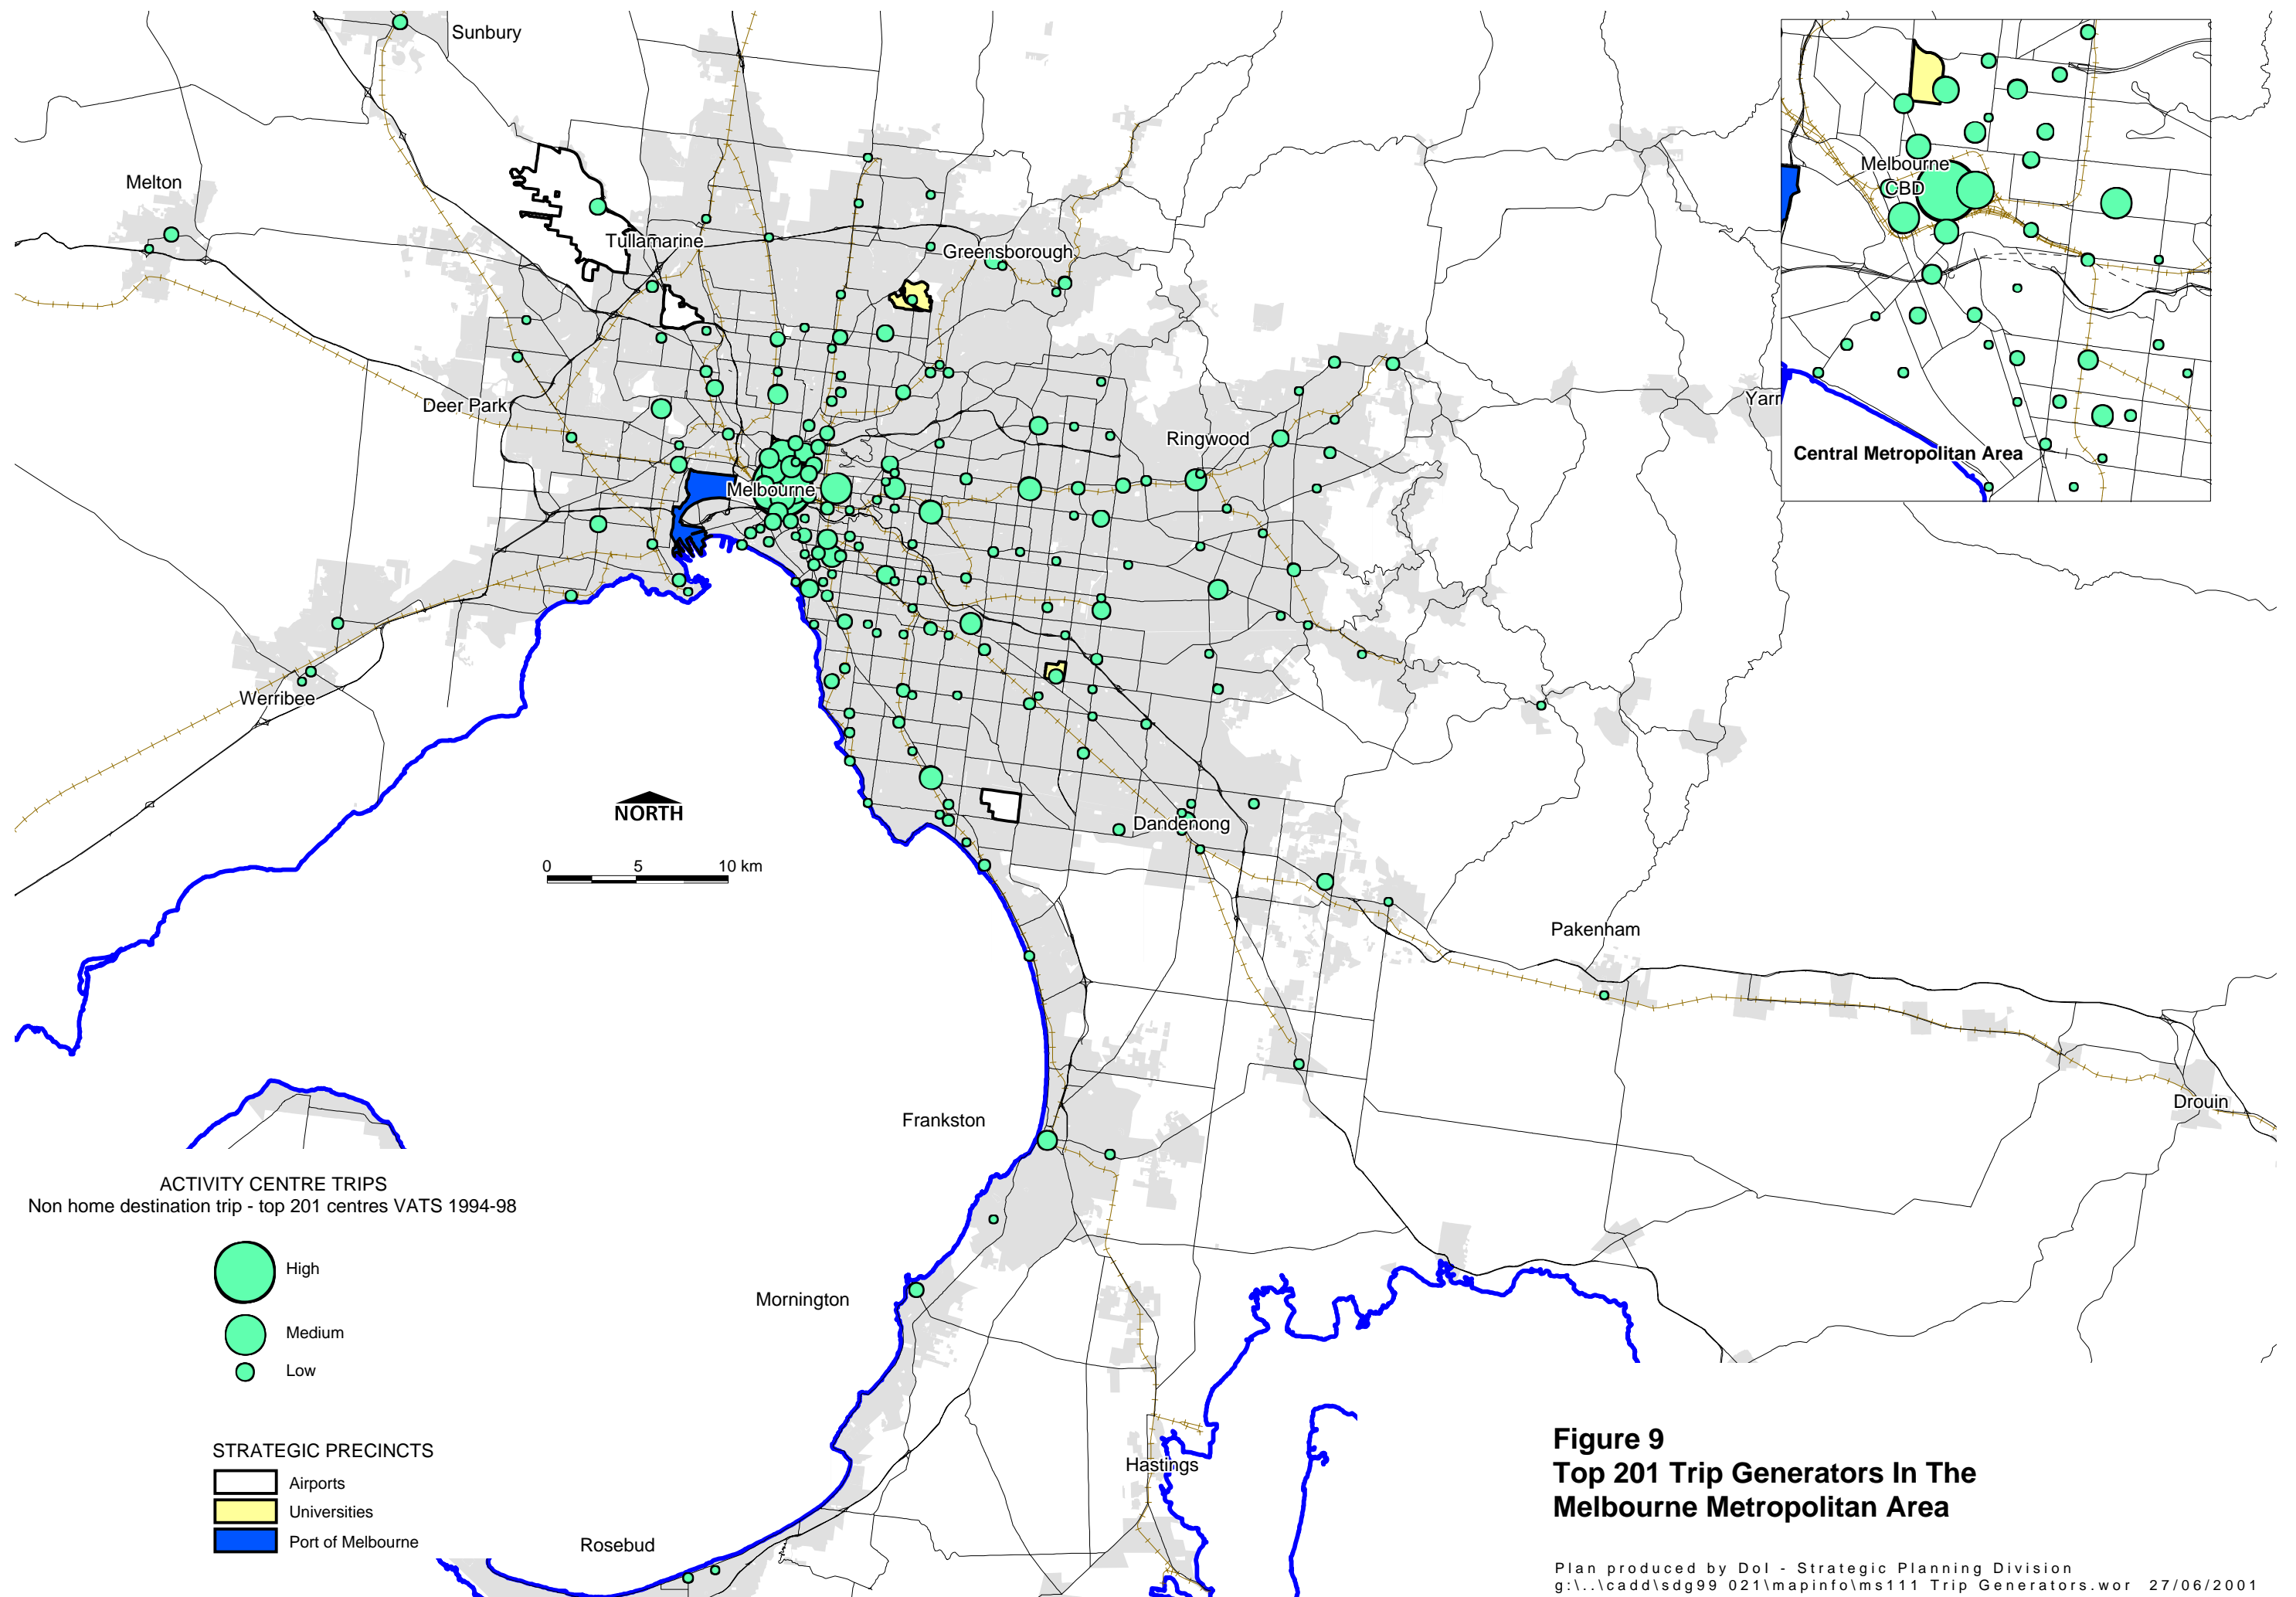 Sunbury
Melton
Tullamarine
Greensborough
Deer Park
Ringwood
Yarr
Melbourne
Werribee
Melbourne
CBD
Central Metropolitan Area
NORTH
0 5 10 km
Dandenong
Pakenham
Drouin
Frankston
Mornington
Hastings
Rosebud
ACTIVITY CENTRE TRIPS
Non home destination trip - top 201 centres VATS 1994-98
High
Medium
Low
STRATEGIC PRECINCTS
Airports
Universities
Port of Melbourne
Figure 9
Top 201 Trip Generators In The
Melbourne Metropolitan Area
Plan produced by DoI - Strategic Planning Division
g:\..\cadd\sdg99 021\mapinfo\ms111 Trip Generators.wor 27/06/2001